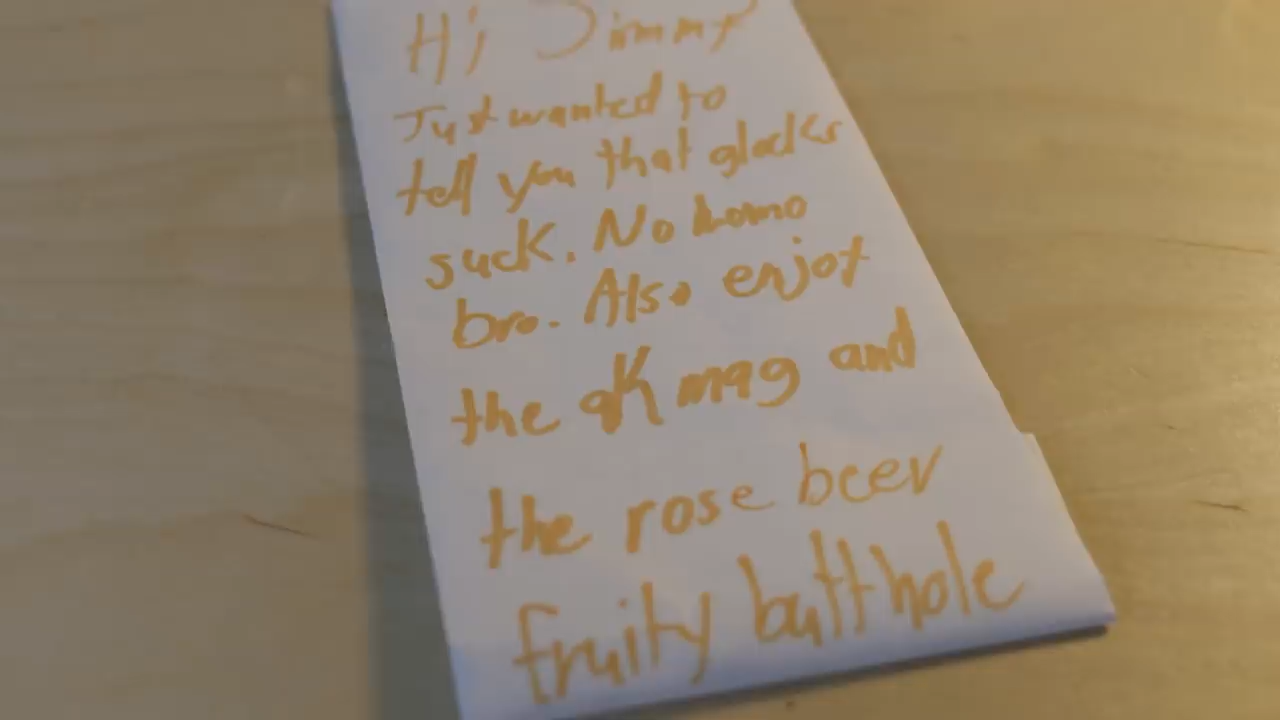 Hi Jimmy
Just wanted to
tell you that glocks
suck. No homo
bro. Also enjoy
the ak mag and
the rose beer
fruity butthole